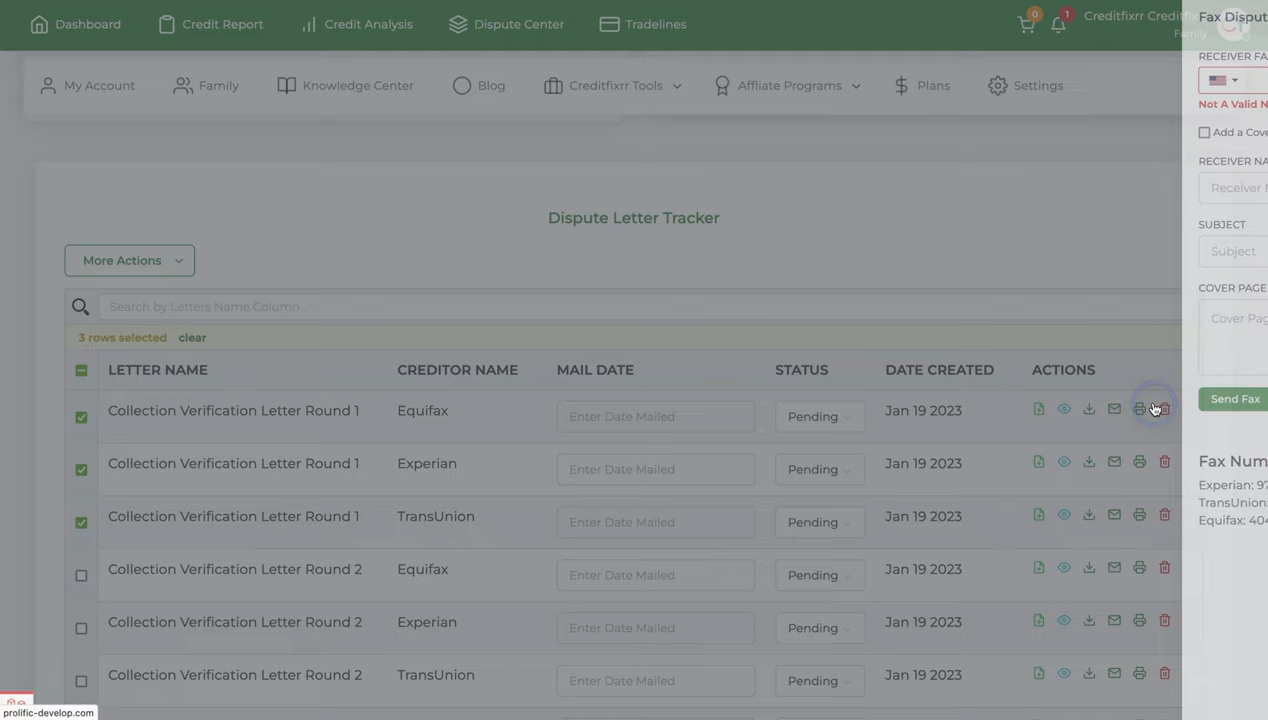 Dashboard
Credit Report
Credit Analysis
Dispute Center
Tradelines
0
1
Creditfixrr Creditfix
Family
My Account
Family
Knowledge Center
Blog
Creditfixrr Tools
Affliate Programs
Plans
Settings
Dispute Letter Tracker
More Actions
Search by Letters Name Column
3 rows selected clear
LETTER NAME CREDITOR NAME MAIL DATE STATUS DATE CREATED ACTIONS
Collection Verification Letter Round 1 Equifax Enter Date Mailed Pending Jan 19 2023
Collection Verification Letter Round 1 Experian Enter Date Mailed Pending Jan 19 2023
Collection Verification Letter Round 1 TransUnion Enter Date Mailed Pending Jan 19 2023
Collection Verification Letter Round 2 Equifax Enter Date Mailed Pending Jan 19 2023
Collection Verification Letter Round 2 Experian Enter Date Mailed Pending Jan 19 2023
Collection Verification Letter Round 2 TransUnion Enter Date Mailed Pending Jan 19 2023
prolific-develop.com
Fax Disput
RECEIVER FA
Not A Valid N
Add a Cove
RECEIVER NA
Receiver
SUBJECT
Subject
COVER PAGE
Cover Pag
Send Fax
Fax Num
Experian: 97
TransUnion:
Equifax: 404